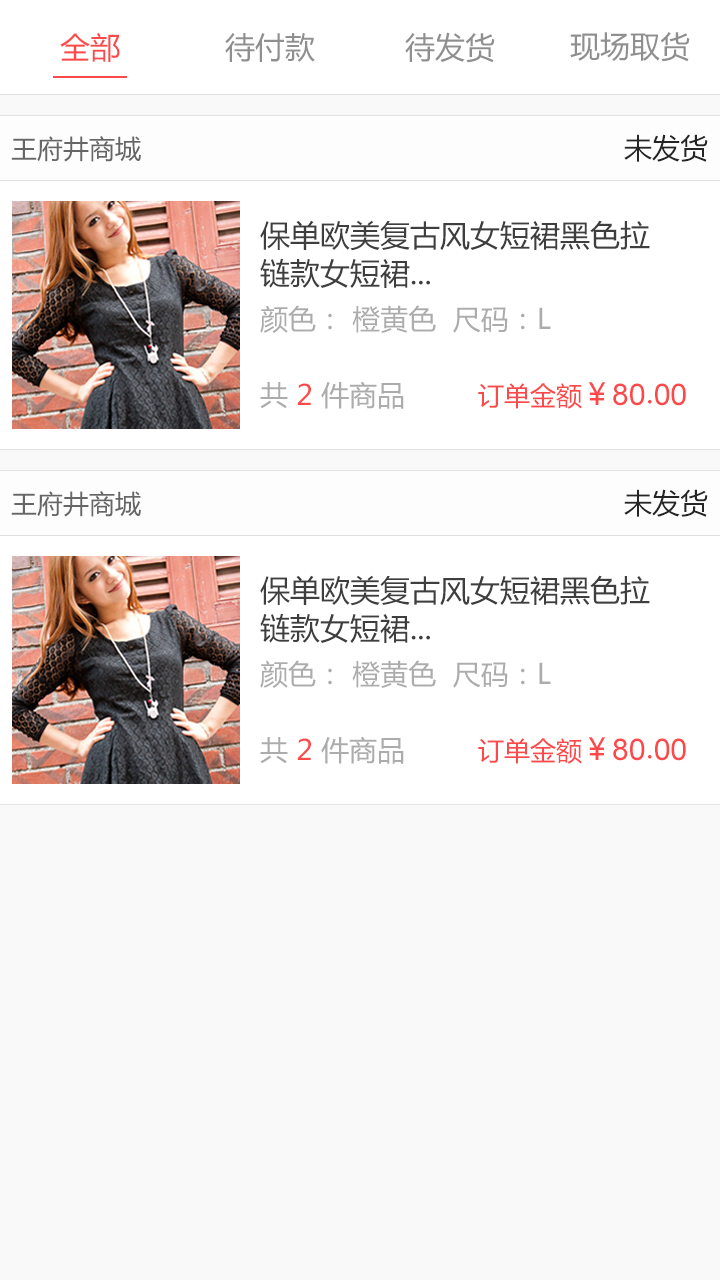 全部 待付款 待发货 现场取货
王府井商城 未发货
保单欧美复古风女短裙黑色拉
链款女短裙...
颜色： 橙黄色 尺码：L
共 2 件商品 订单金额 ¥ 80.00
王府井商城 未发货
保单欧美复古风女短裙黑色拉
链款女短裙...
颜色： 橙黄色 尺码：L
共 2 件商品 订单金额 ¥ 80.00